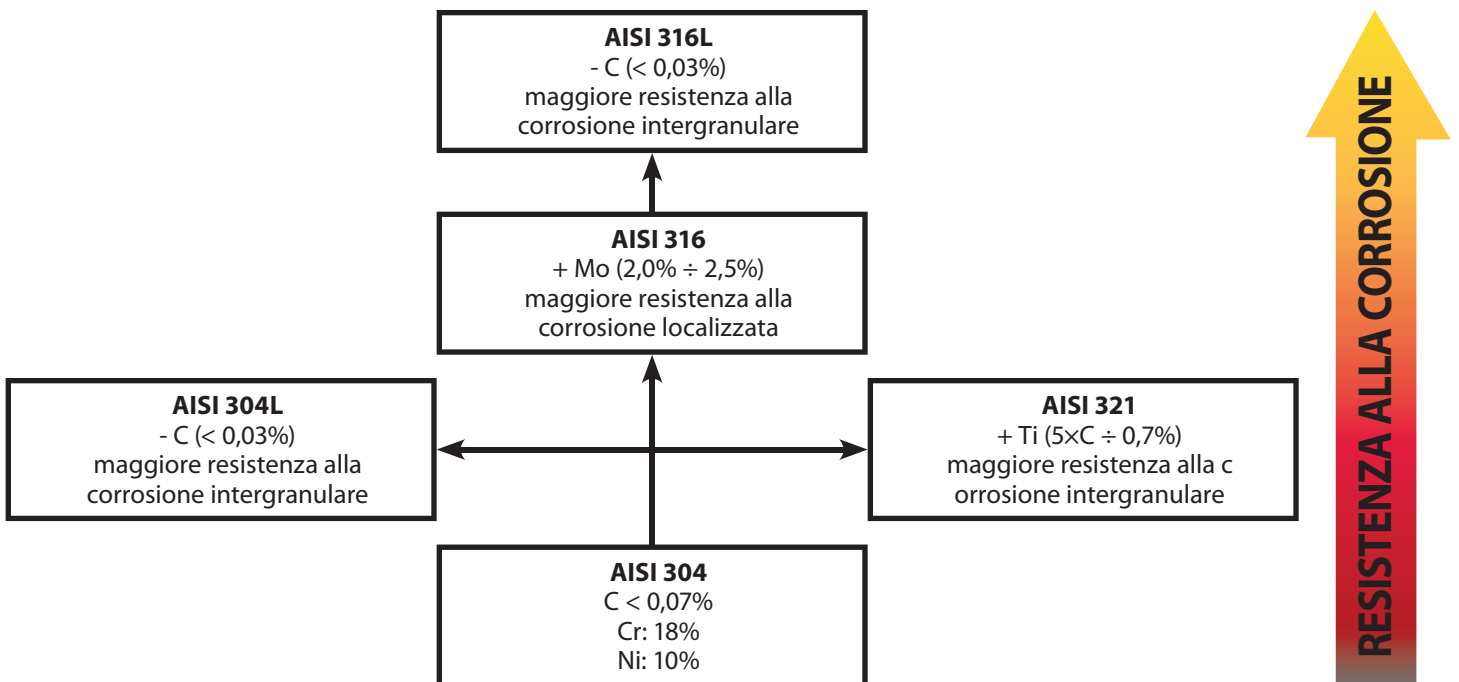 AISI 316L
- C (< 0,03%)
maggiore resistenza alla
corrosione intergranulare
AISI 316
+ Mo (2,0% ÷ 2,5%)
maggiore resistenza alla
corrosione localizzata
AISI 304L
- C (< 0,03%)
maggiore resistenza alla
corrosione intergranulare
AISI 321
+ Ti (5×C ÷ 0,7%)
maggiore resistenza alla c
orrosione intergranulare
AISI 304
C < 0,07%
Cr: 18%
Ni: 10%
RESISTENZA ALLA CORROSIONE